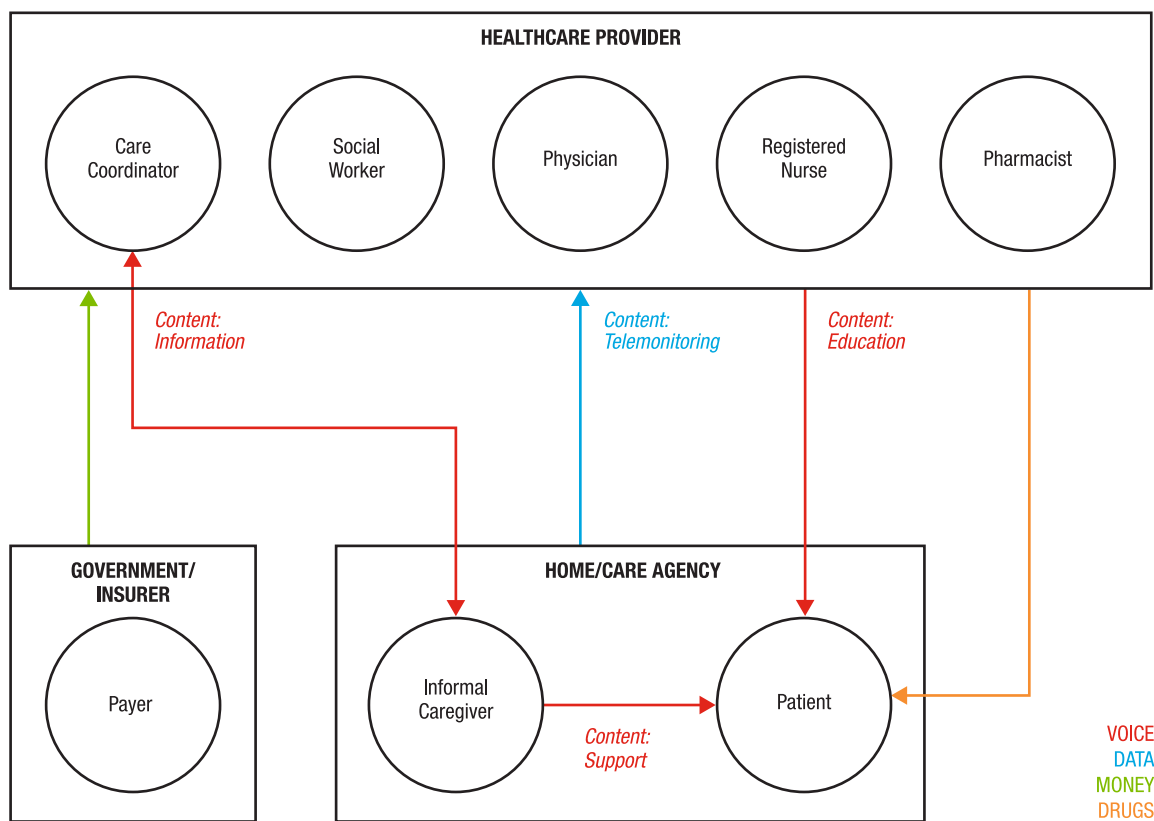 HEALTHCARE PROVIDER
Care
Coordinator
Social
Worker
Physician
Registered
Nurse
Pharmacist
Content:
Information
Content:
Telemonitoring
Content:
Education
GOVERNMENT/
INSURER
Payer
HOME/CARE AGENCY
Informal
Caregiver
Patient
Content:
Support
VOICE
DATA
MONEY
DRUGS